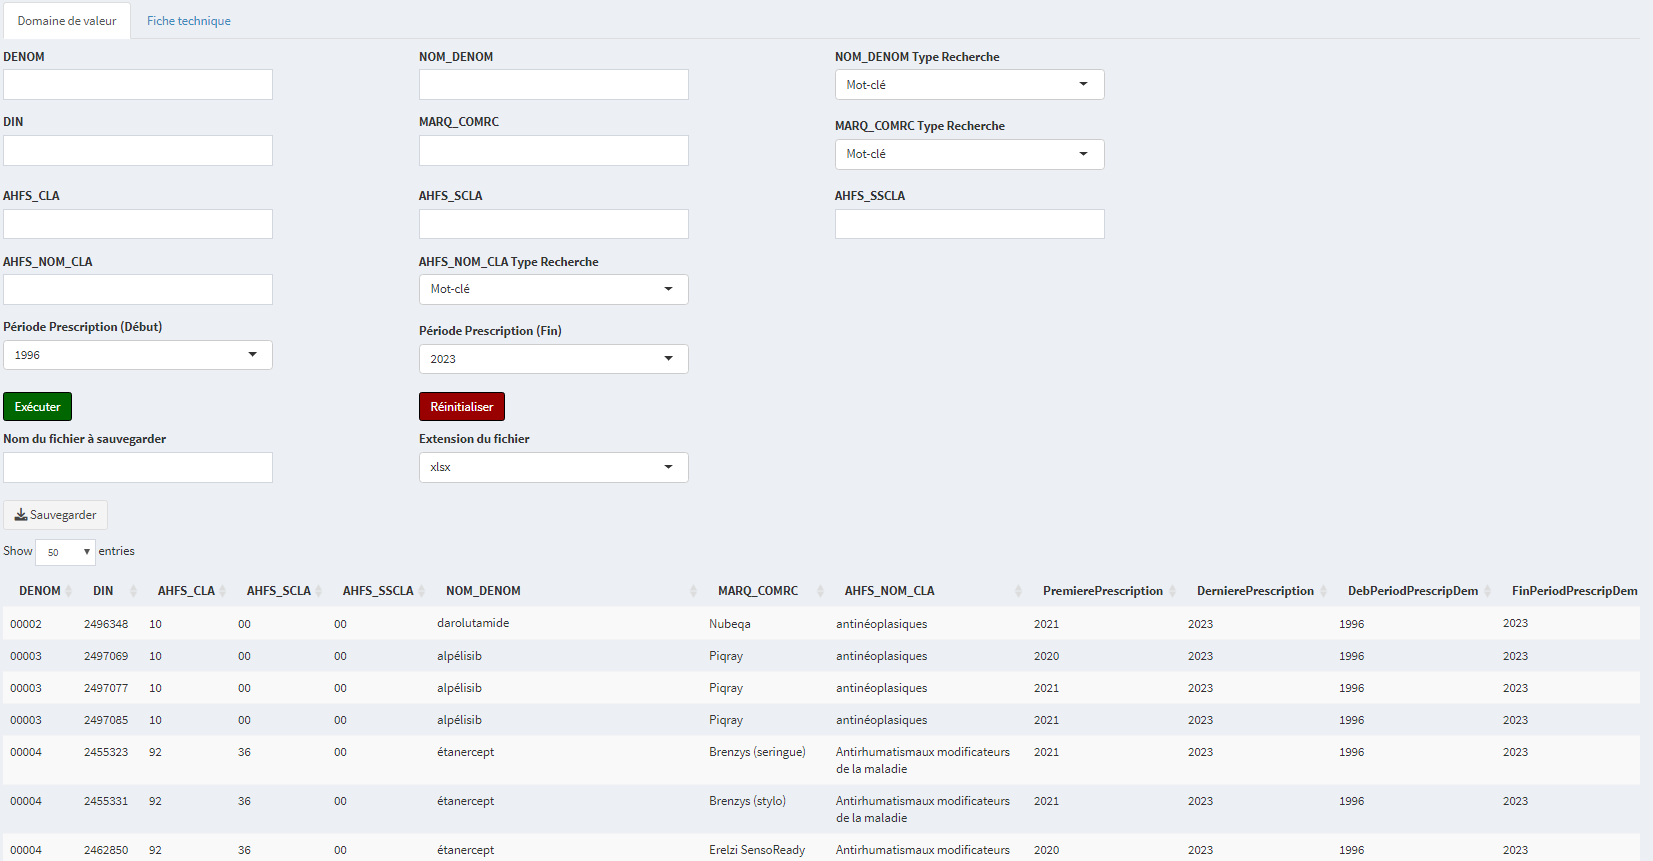 Domaine de valeur Fiche technique
DENOM NOM_DENOM NOM_DENOM Type Recherche
Mot-clé
DIN MARQ_COMRC MARQ_COMRC Type Recherche
Mot-clé
AHFS_CLA AHFS_SCLA AHFS_SSCLA
AHFS_NOM_CLA AHFS_NOM_CLA Type Recherche
Mot-clé
Période Prescription (Début) Période Prescription (Fin)
1996 2023
Exécuter Réinitialiser
Nom du fichier à sauvegarder Extension du fichier
xlsx
Sauvegarder
Show 50 entries
DENOM DIN AHFS_CLA AHFS_SCLA AHFS_SSCLA NOM_DENOM MARQ_COMRC AHFS_NOM_CLA PremierePrescription DernierePrescription DebPeriodPrescripDem FinPeriodPrescripDem
00002 2496348 10 00 00 darolutamide Nubeqa antinéoplasiques 2021 2023 1996 2023
00003 2497069 10 00 00 alpélisib Piqray antinéoplasiques 2020 2023 1996 2023
00003 2497077 10 00 00 alpélisib Piqray antinéoplasiques 2021 2023 1996 2023
00003 2497085 10 00 00 alpélisib Piqray antinéoplasiques 2021 2023 1996 2023
00004 2455323 92 36 00 étanercept Brenzys (seringue) Antirhumatismaux modificateurs 2021 2023 1996 2023
de la maladie
00004 2455331 92 36 00 étanercept Brenzys (stylo) Antirhumatismaux modificateurs 2021 2023 1996 2023
de la maladie
00004 2462850 92 36 00 étanercept Erelzi SensoReady Antirhumatismaux modificateurs 2020 2023 1996 2023